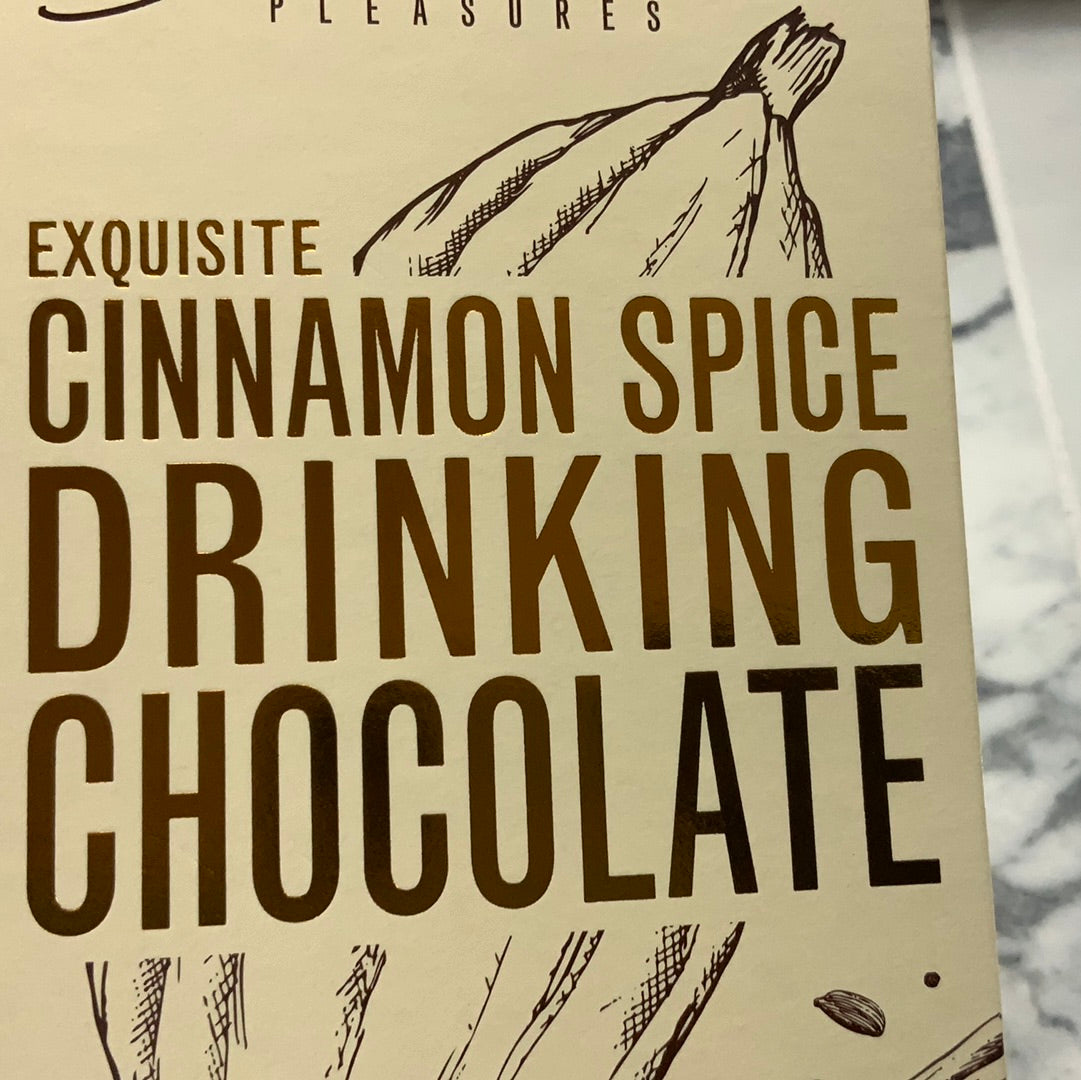 PLEASURES
EXQUISITE
CINNAMON SPICE
DRINKING
CHOCOLATE